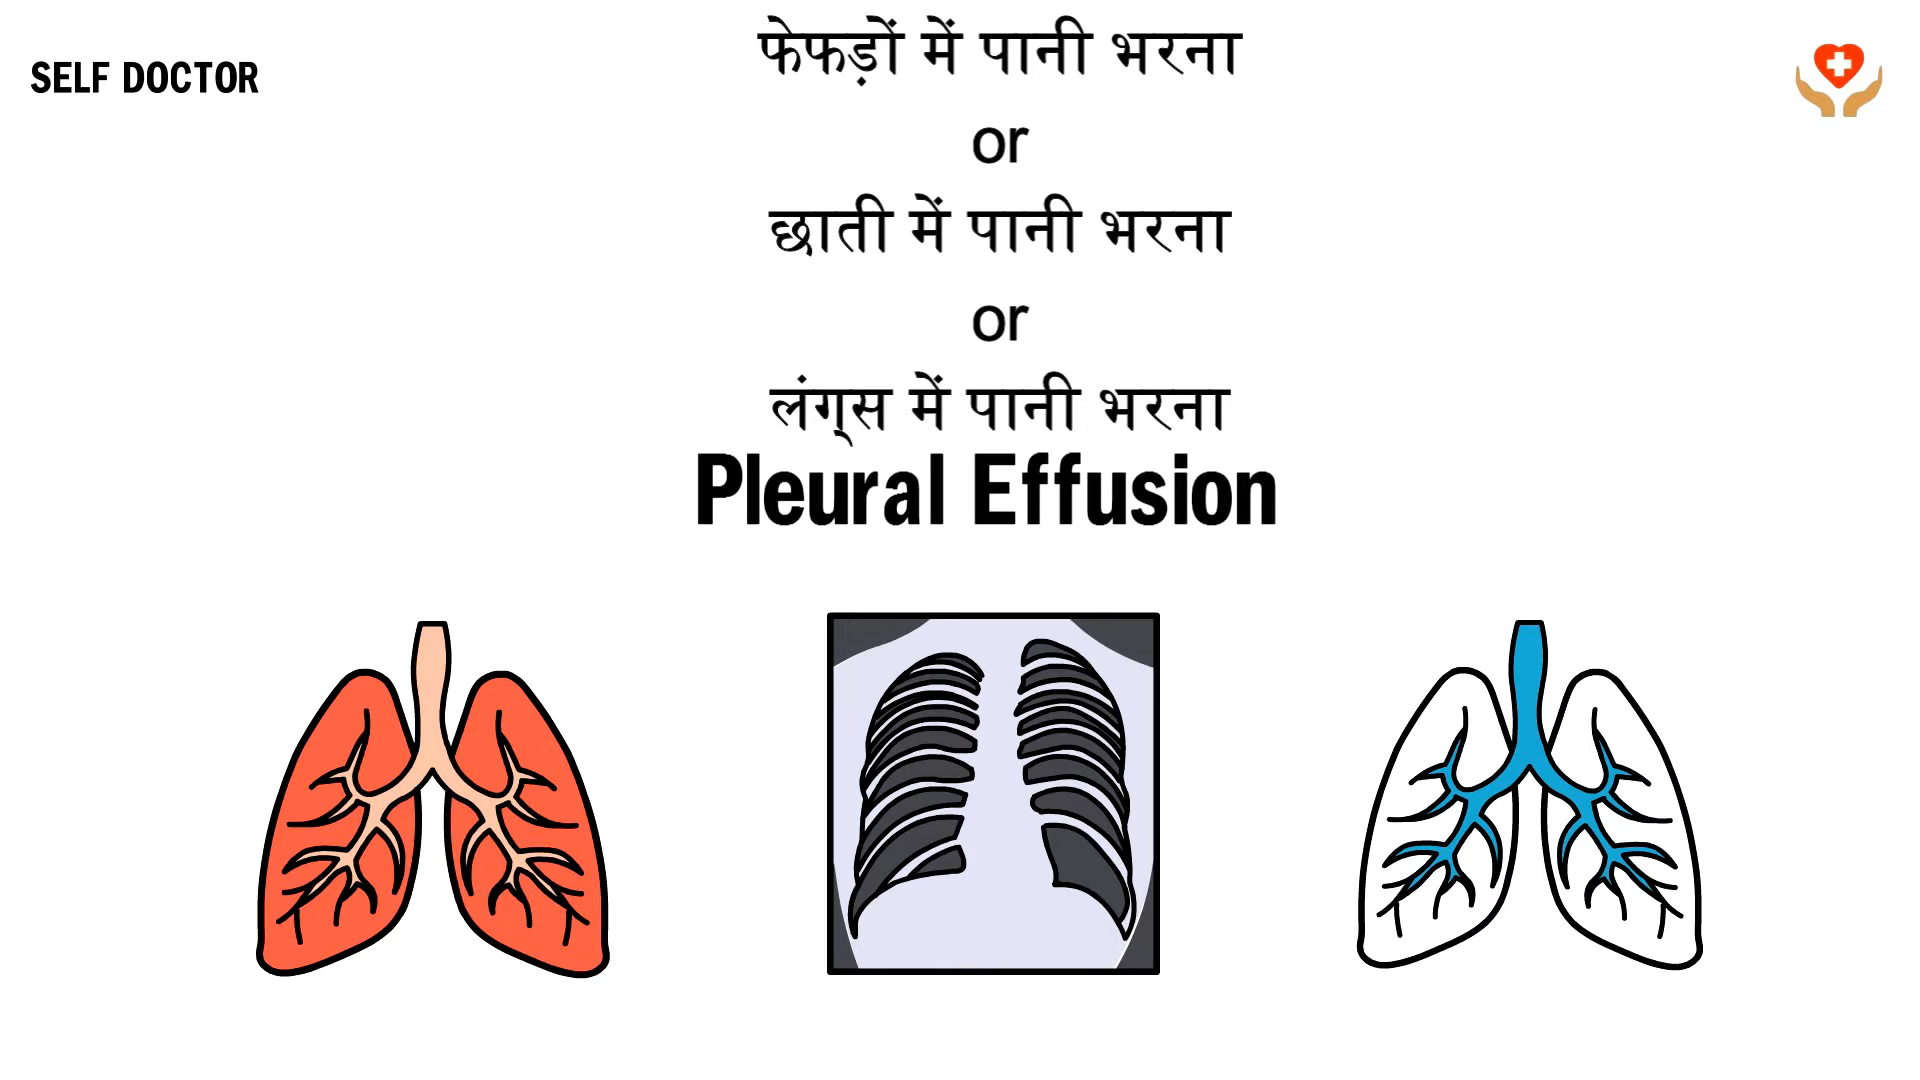 SELF DOCTOR
फेफड़ों में पानी भरना
or
छाती में पानी भरना
or
लंग्स में पानी भरना
Pleural Effusion